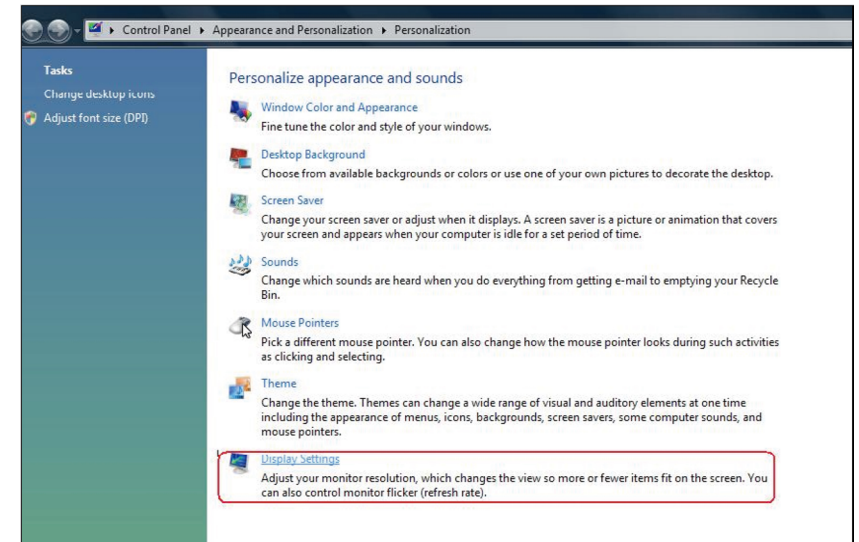 Control Panel ▸ Appearance and Personalization ▸ Personalization
Tasks
Change desktop icons
Adjust font size (DPI)
Personalize appearance and sounds
Window Color and Appearance
Fine tune the color and style of your windows.
Desktop Background
Choose from available backgrounds or colors or use one of your own pictures to decorate the desktop.
Screen Saver
Change your screen saver or adjust when it displays. A screen saver is a picture or animation that covers
your screen and appears when your computer is idle for a set period of time.
Sounds
Change which sounds are heard when you do everything from getting e-mail to emptying your Recycle
Bin.
Mouse Pointers
Pick a different mouse pointer. You can also change how the mouse pointer looks during such activities
as clicking and selecting.
Theme
Change the theme. Themes can change a wide range of visual and auditory elements at one time
including the appearance of menus, icons, backgrounds, screen savers, some computer sounds, and
mouse pointers.
Display Settings
Adjust your monitor resolution, which changes the view so more or fewer items fit on the screen. You
can also control monitor flicker (refresh rate).